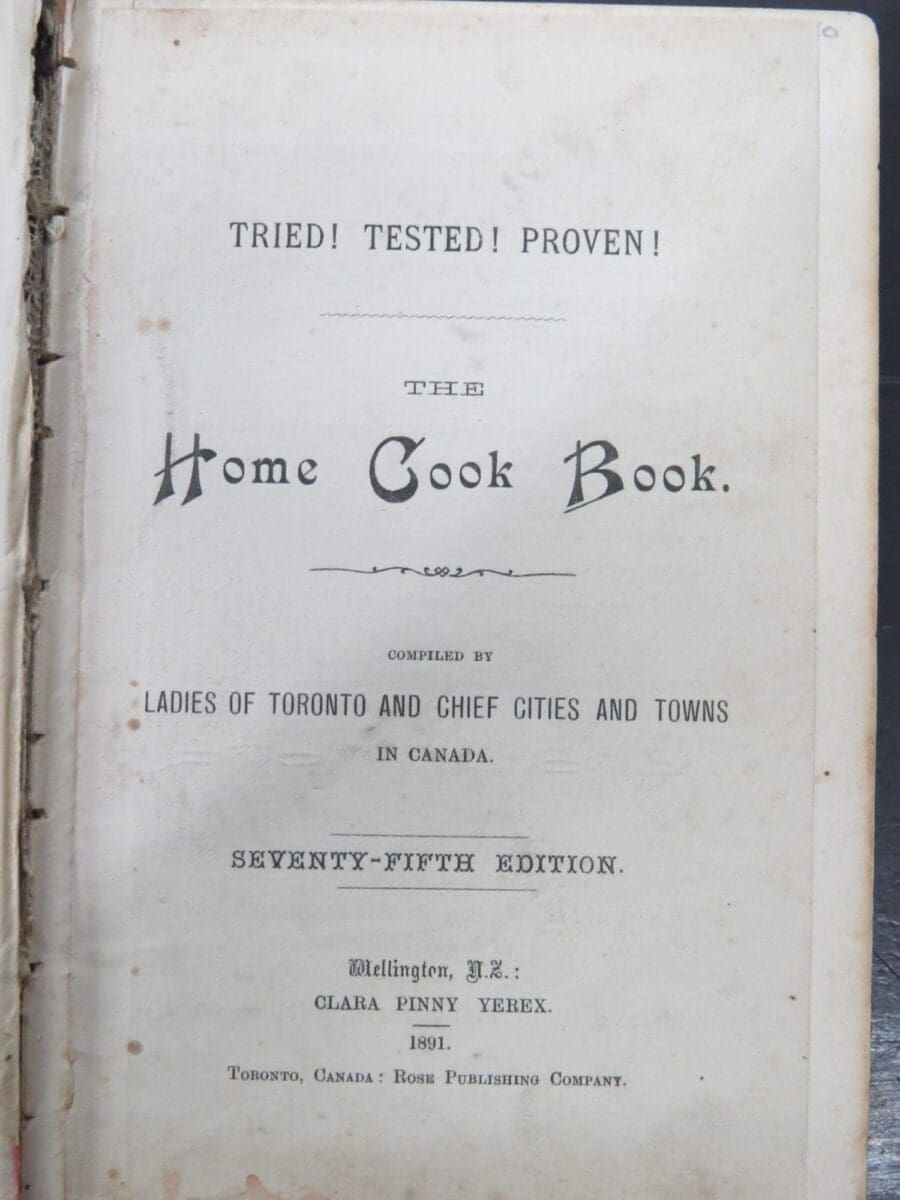 TRIED! TESTED! PROVEN!
THE
Home Cook Book.
COMPILED BY
LADIES OF TORONTO AND CHIEF CITIES AND TOWNS
IN CANADA.
SEVENTY-FIFTH EDITION.
Wellington, N.Z.:
CLARA PINNY YEREX.
1891.
TORONTO, CANADA: ROSE PUBLISHING COMPANY.